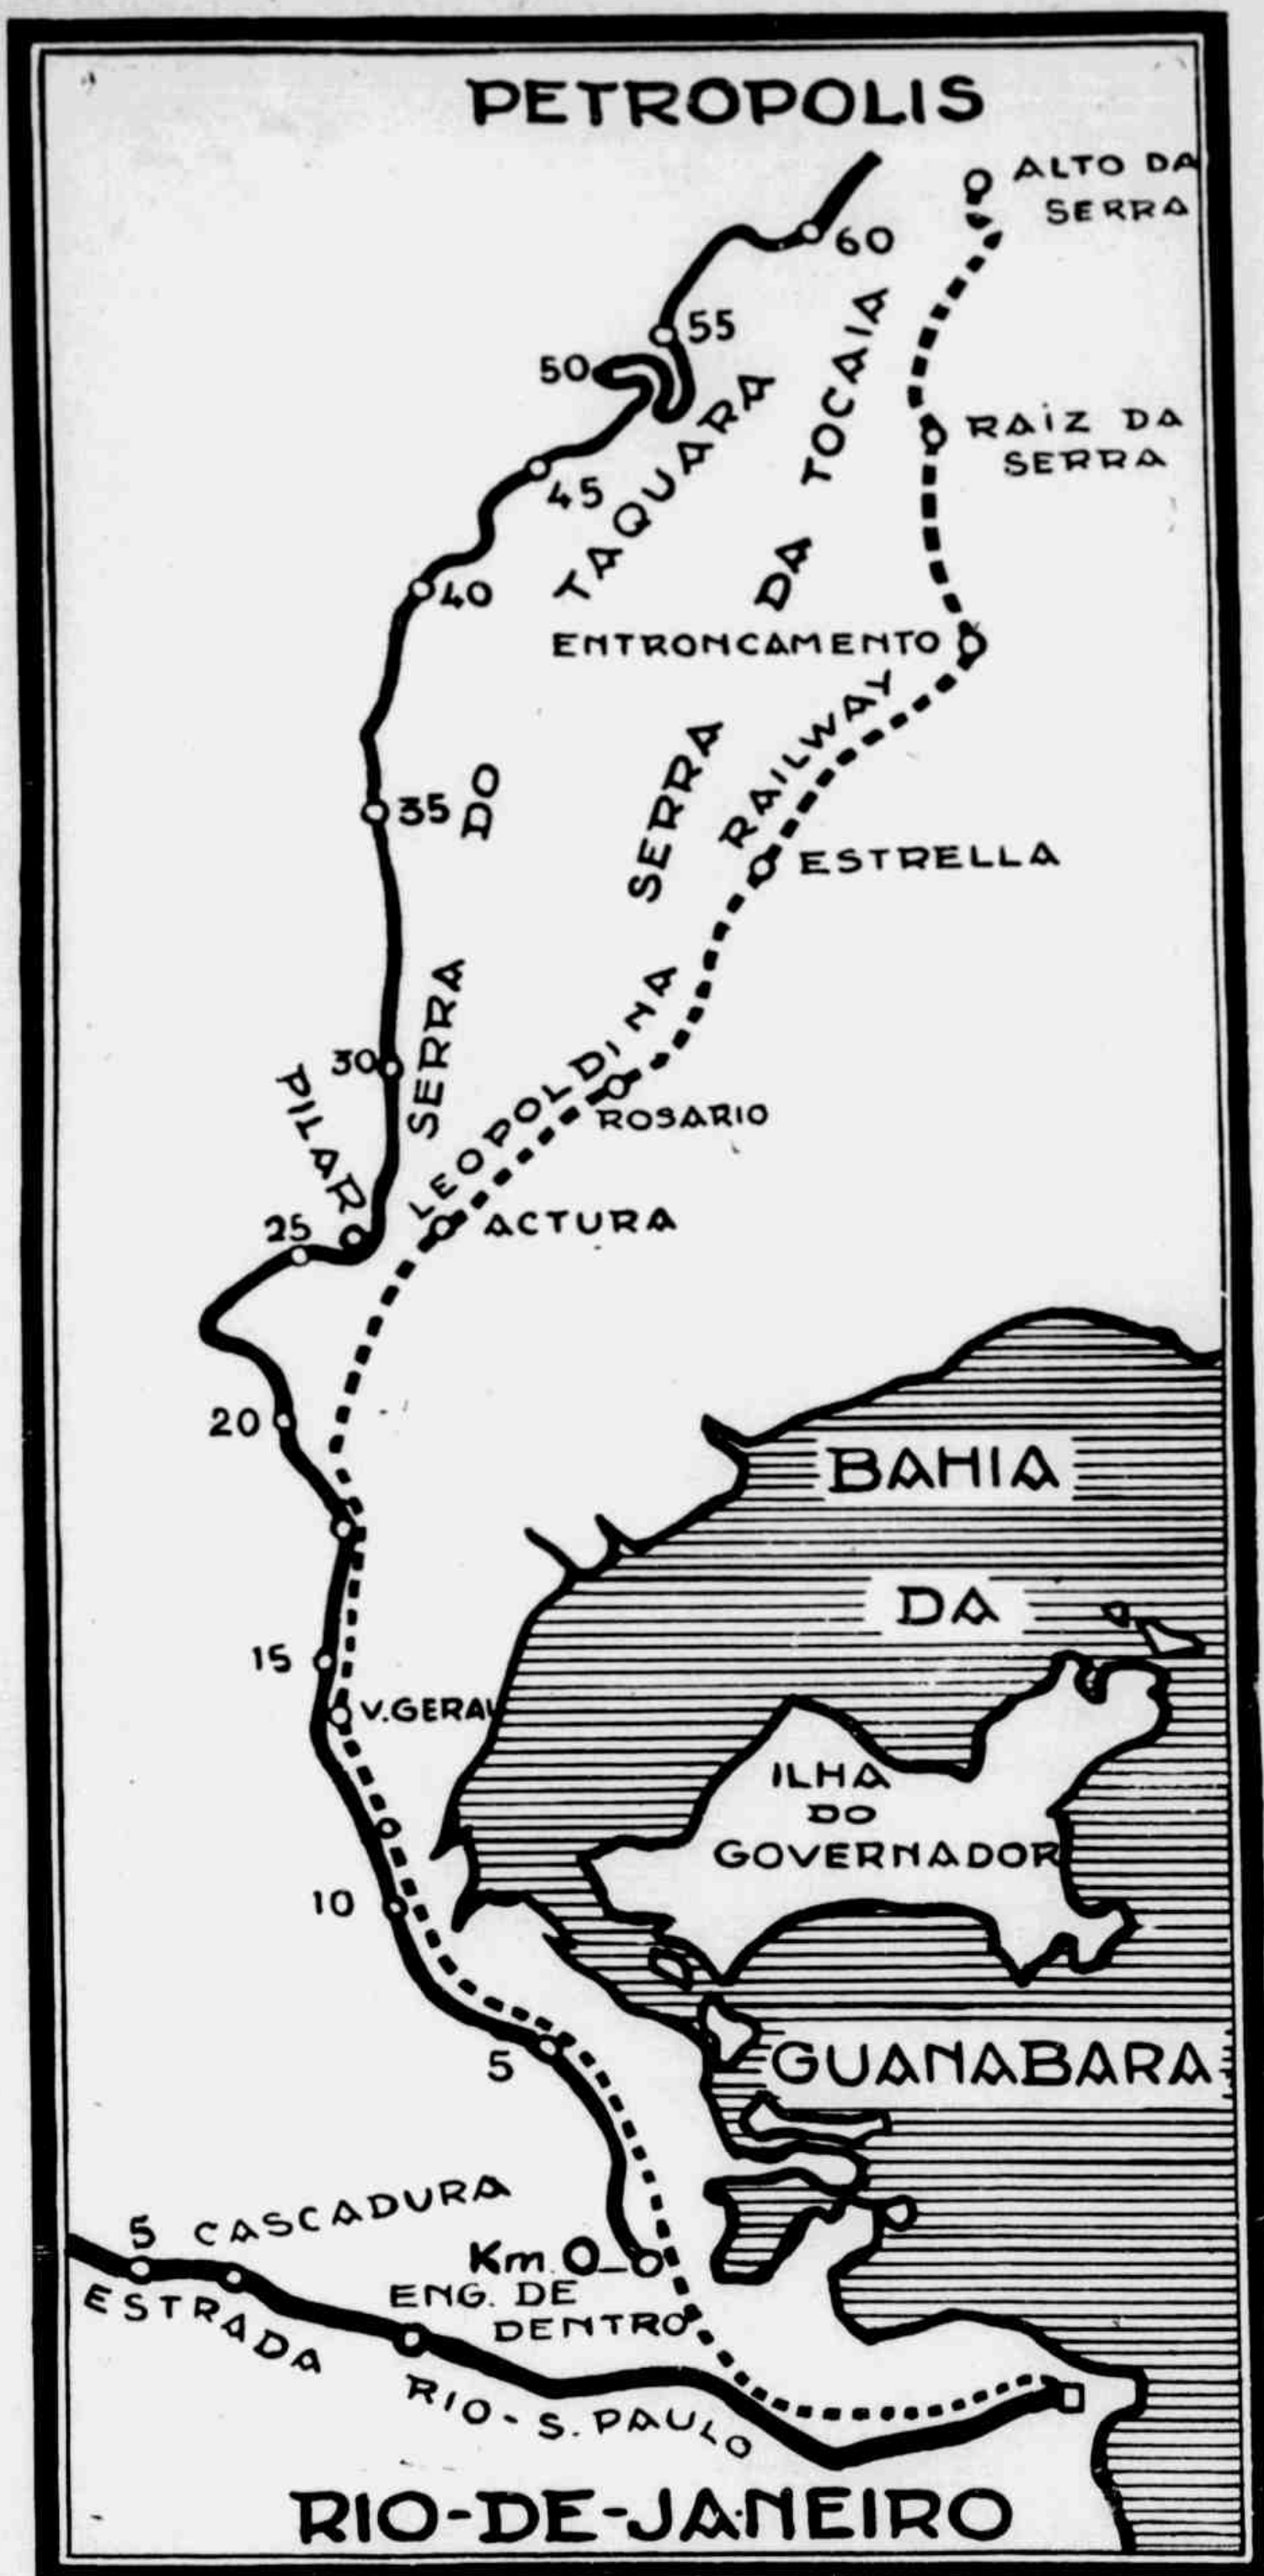 PETROPOLIS
ALTO DA
SERRA
60
55
50
45
40
RAiZ DA
SERRA
ENTRONCAMENTO
SERRA DO TAQUARA
SERRA DA TOCAIA
35
ESTRELLA
LEOPOLDINA RAILWAY
30
ROSARIO
PILAR
ACTURA
25
20
BAHIA
DA
GUANABARA
15
V.GERAL
ILHA
DO
GOVERNADOR
10
5
Km. 0
5 CASCADURA
ENG. DE
DENTRO
ESTRADA RIO-S. PAULO
RIO-DE-JANEIRO